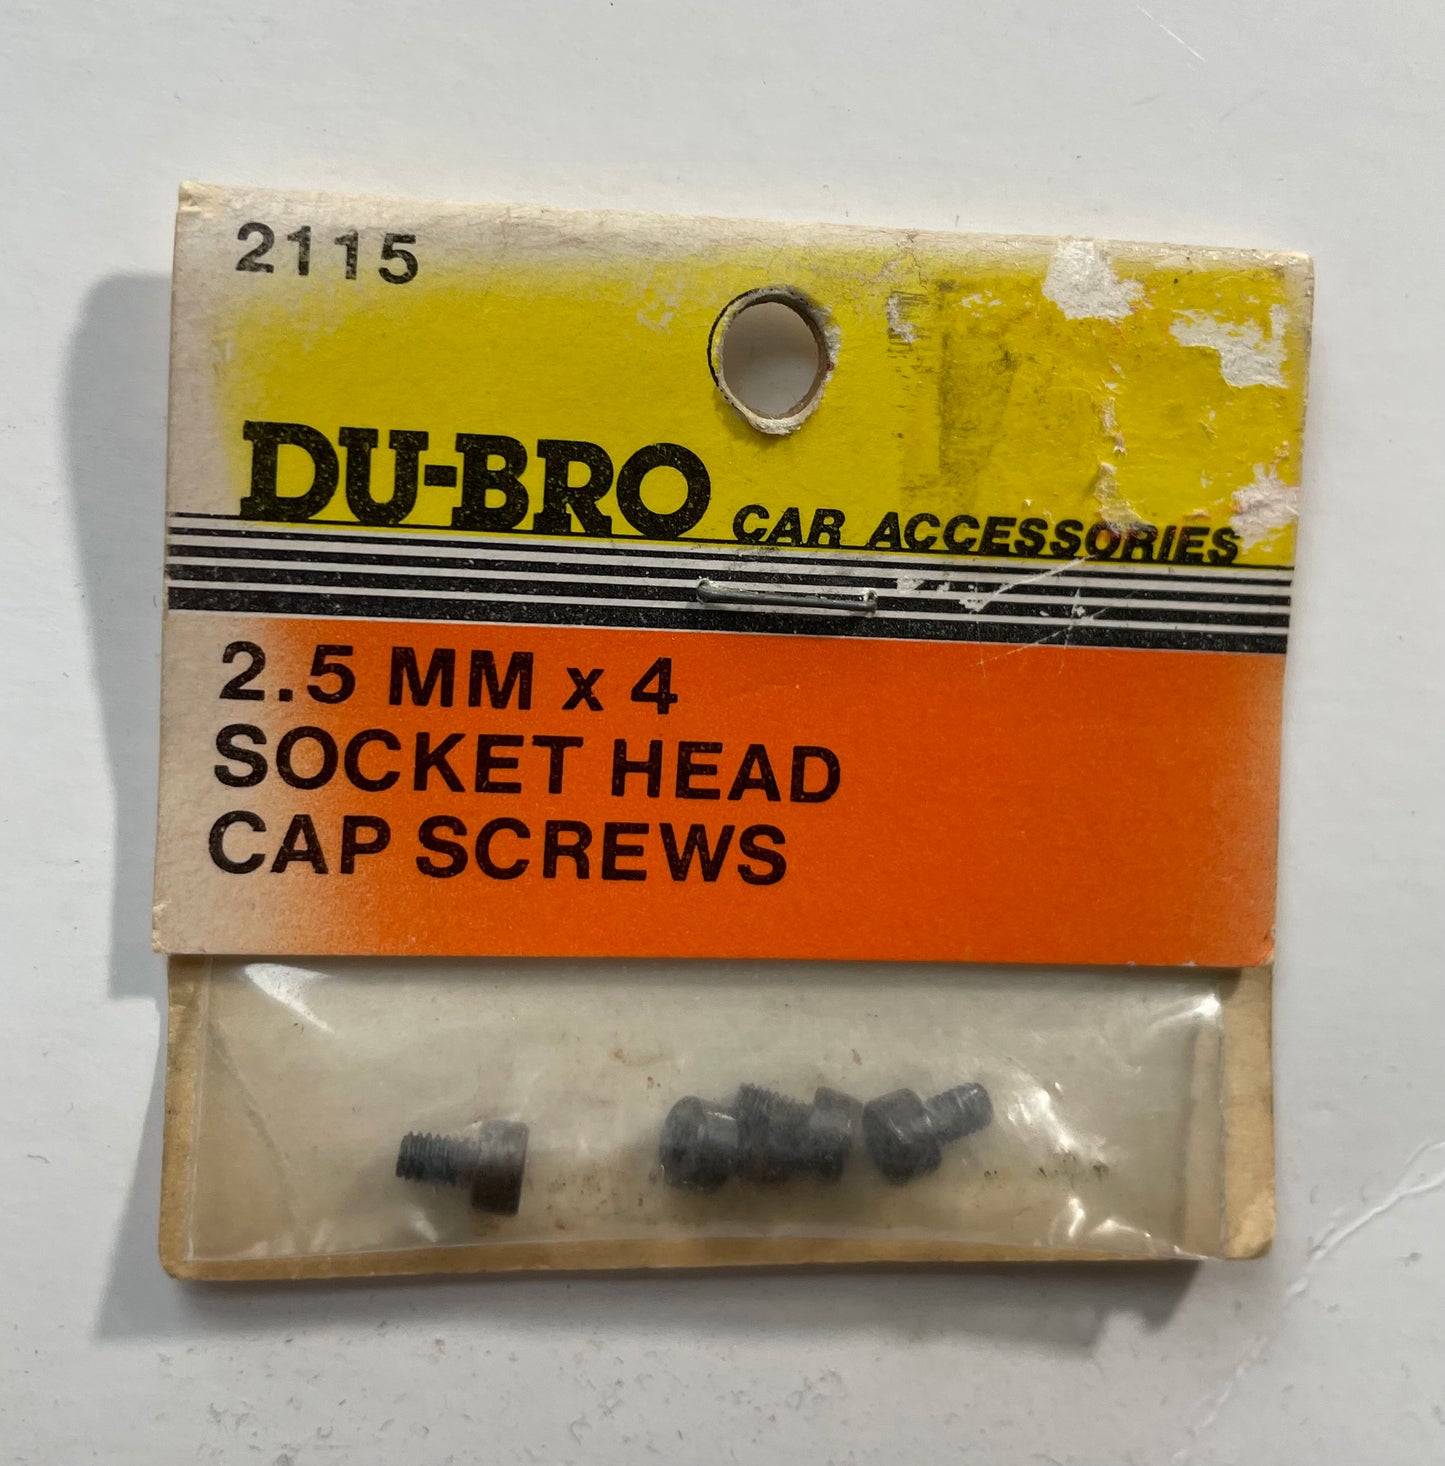 2115
DU-BRO CAR ACCESSORIES
2.5 MM x 4
SOCKET HEAD
CAP SCREWS